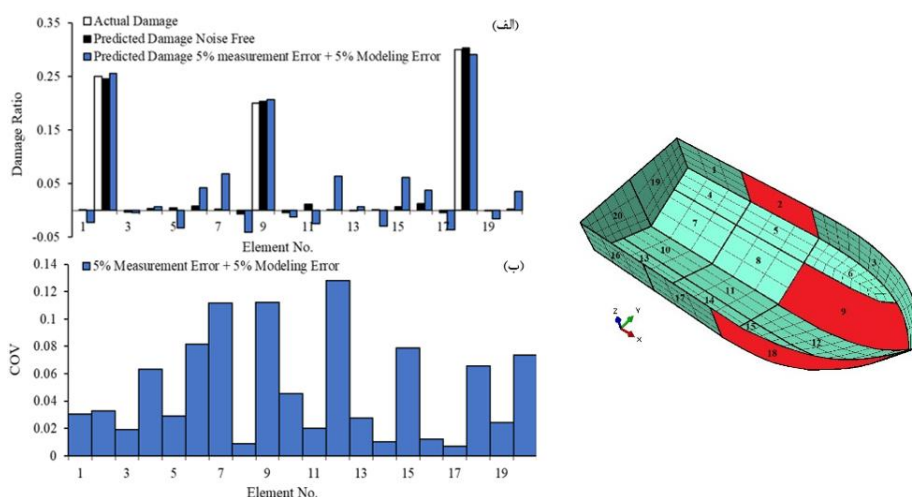 (الف)
Actual Damage
Predicted Damage Noise Free
Predicted Damage 5% measurement Error + 5% Modeling Error
0.35
0.25
0.15
0.05
-0.05
Damage Ratio
1 3 5 7 9 11 13 15 17 19
Element No.
(ب)
5% Measurement Error + 5% Modeling Error
0.14
0.12
0.1
0.08
0.06
0.04
0.02
0
COV
1 3 5 7 9 11 13 15 17 19
Element No.
1
2
19
4
3
5
7
20
6
8
10
13
16
9
11
17
14
15
12
18
Z Y
X